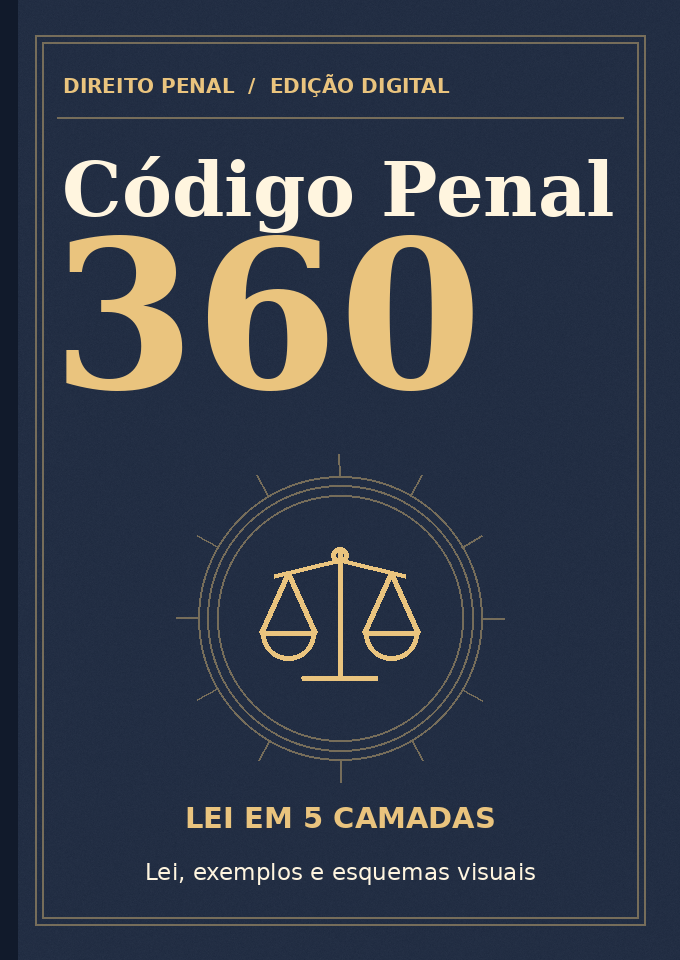 DIREITO PENAL / EDIÇÃO DIGITAL
Código Penal
360
LEI EM 5 CAMADAS
Lei, exemplos e esquemas visuais